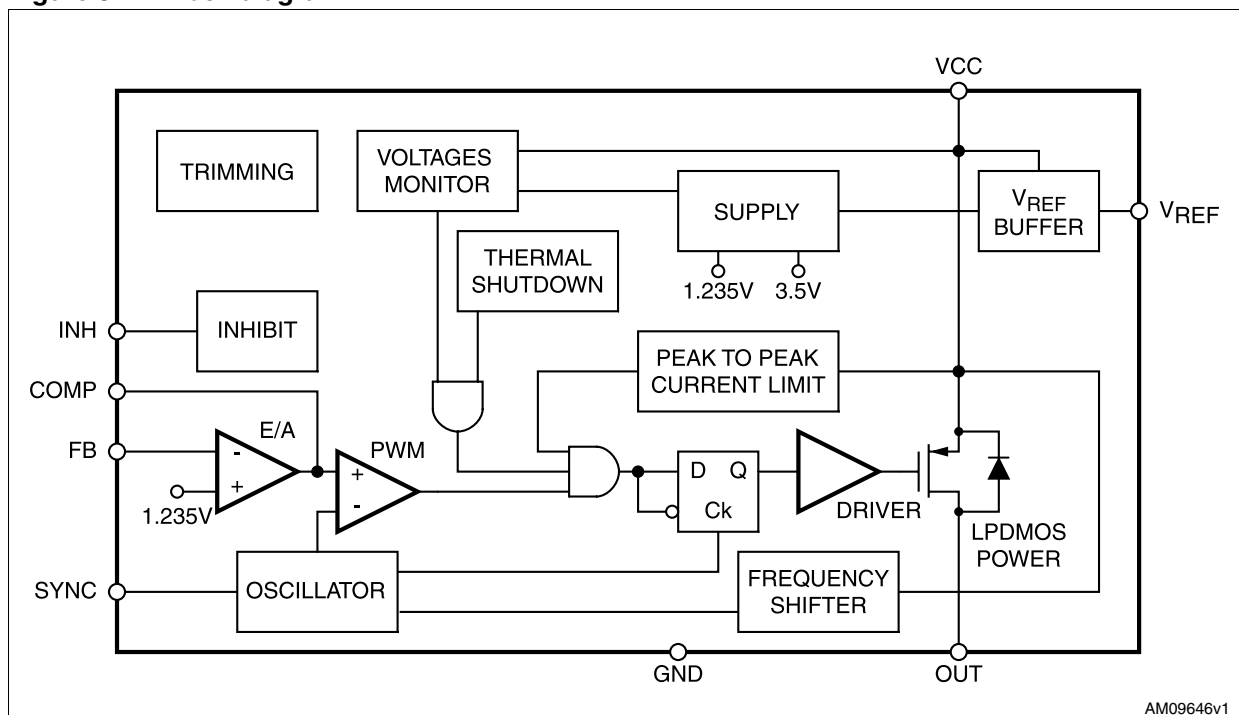 VCC
TRIMMING
VOLTAGES
MONITOR
SUPPLY
VREF
BUFFER
VREF
THERMAL
SHUTDOWN
1.235V
3.5V
INH
INHIBIT
PEAK TO PEAK
CURRENT LIMIT
COMP
FB
E/A
-
+
1.235V
PWM
+
-
D
Q
Ck
DRIVER
LPDMOS
POWER
SYNC
OSCILLATOR
FREQUENCY
SHIFTER
GND
OUT
AM09646v1